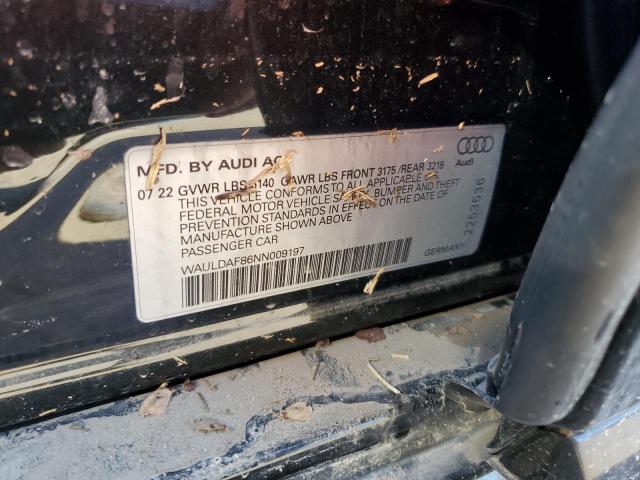 MFD. BY AUDI AG
07 22 GVWR LBS 6140 GAWR LBS FRONT 3175 /REAR 3219
THIS VEHICLE CONFORMS TO ALL APPLICABLE
FEDERAL MOTOR VEHICLE SAFETY, BUMPER AND THEFT
PREVENTION STANDARDS IN EFFECT ON THE DATE OF
MANUFACTURE SHOWN ABOVE
PASSENGER CAR
WAULDAF86NN009197
GERMANY
Audi
2253536